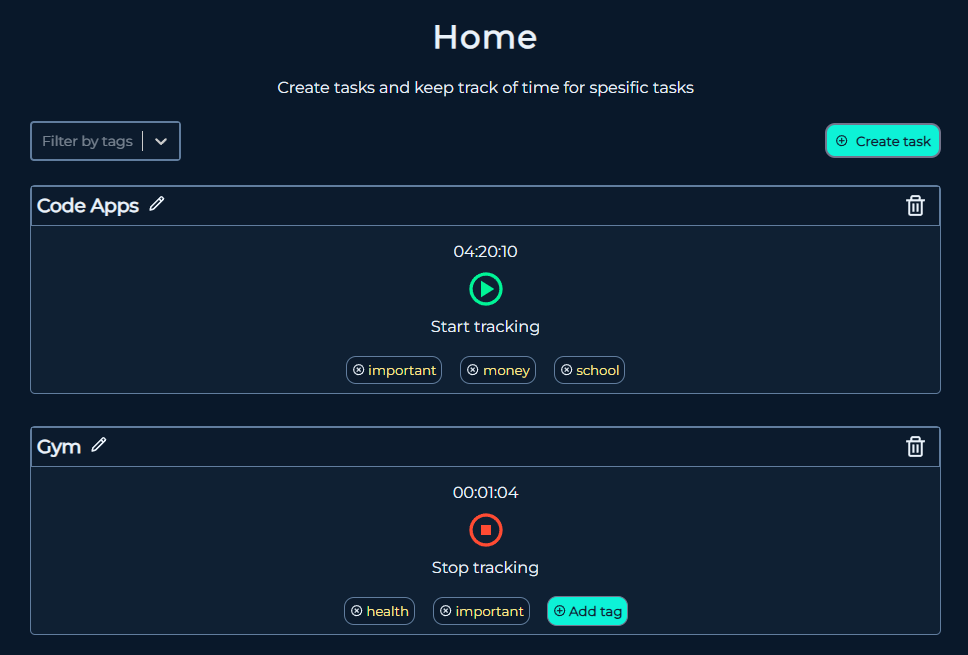 Home
Create tasks and keep track of time for spesific tasks
Filter by tags
Create task
Code Apps
04:20:10
Start tracking
important money school
Gym
00:01:04
Stop tracking
health important Add tag